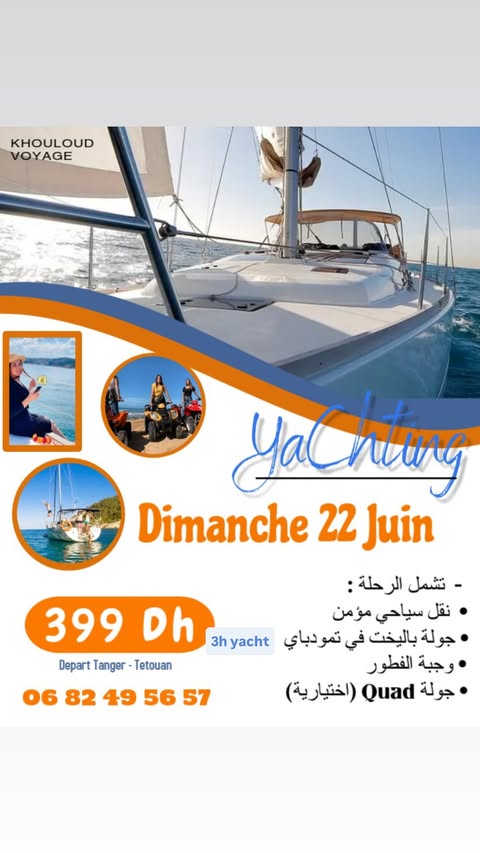 KHOULOUD
VOYAGE
YaChting
Dimanche 22 Juin
- تشمل الرحلة :
• نقل سياحي مؤمن
• جولة باليخت في تمودباي
• وجبة الفطور
• جولة Quad (اختيارية)
399 Dh
3h yacht
Depart Tanger - Tetouan
06 82 49 56 57